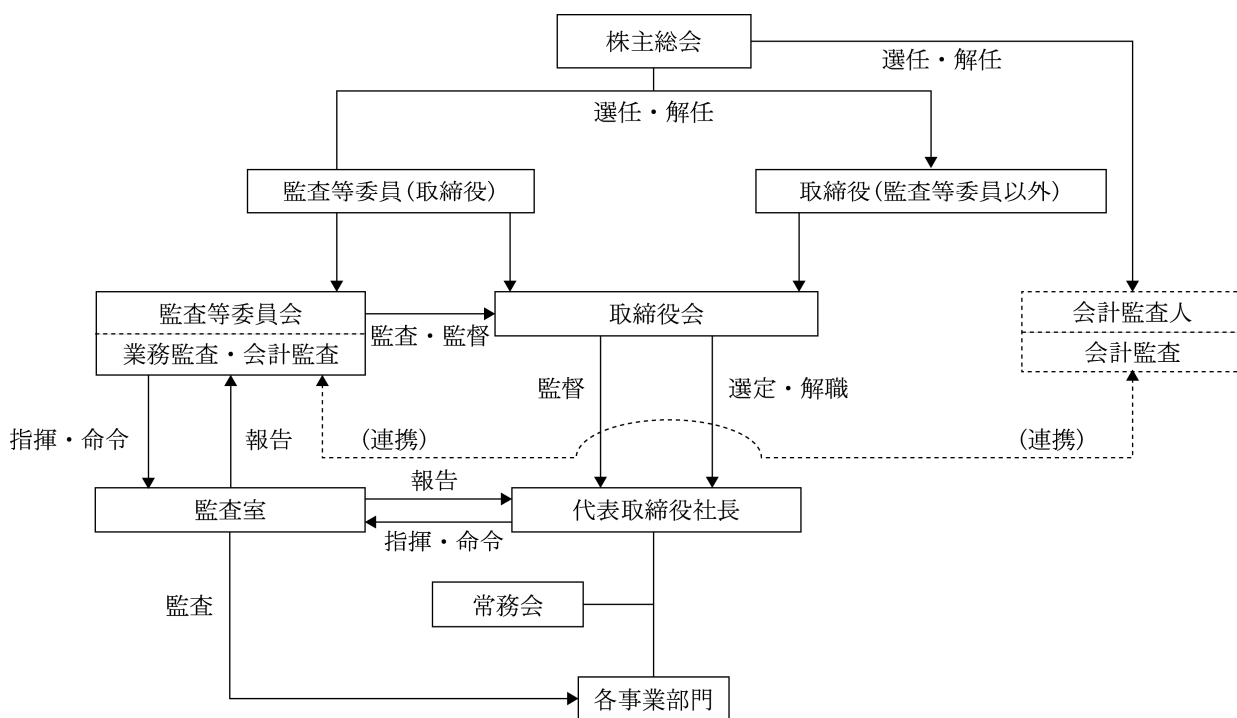 株主総会
選任・解任
選任・解任
監査等委員(取締役)
取締役(監査等委員以外)
監査等委員会
業務監査・会計監査
監査・監督
取締役会
会計監査人
会計監査
監督
選定・解職
指揮・命令
報告
(連携)
(連携)
監査室
報告
指揮・命令
代表取締役社長
監査
常務会
各事業部門